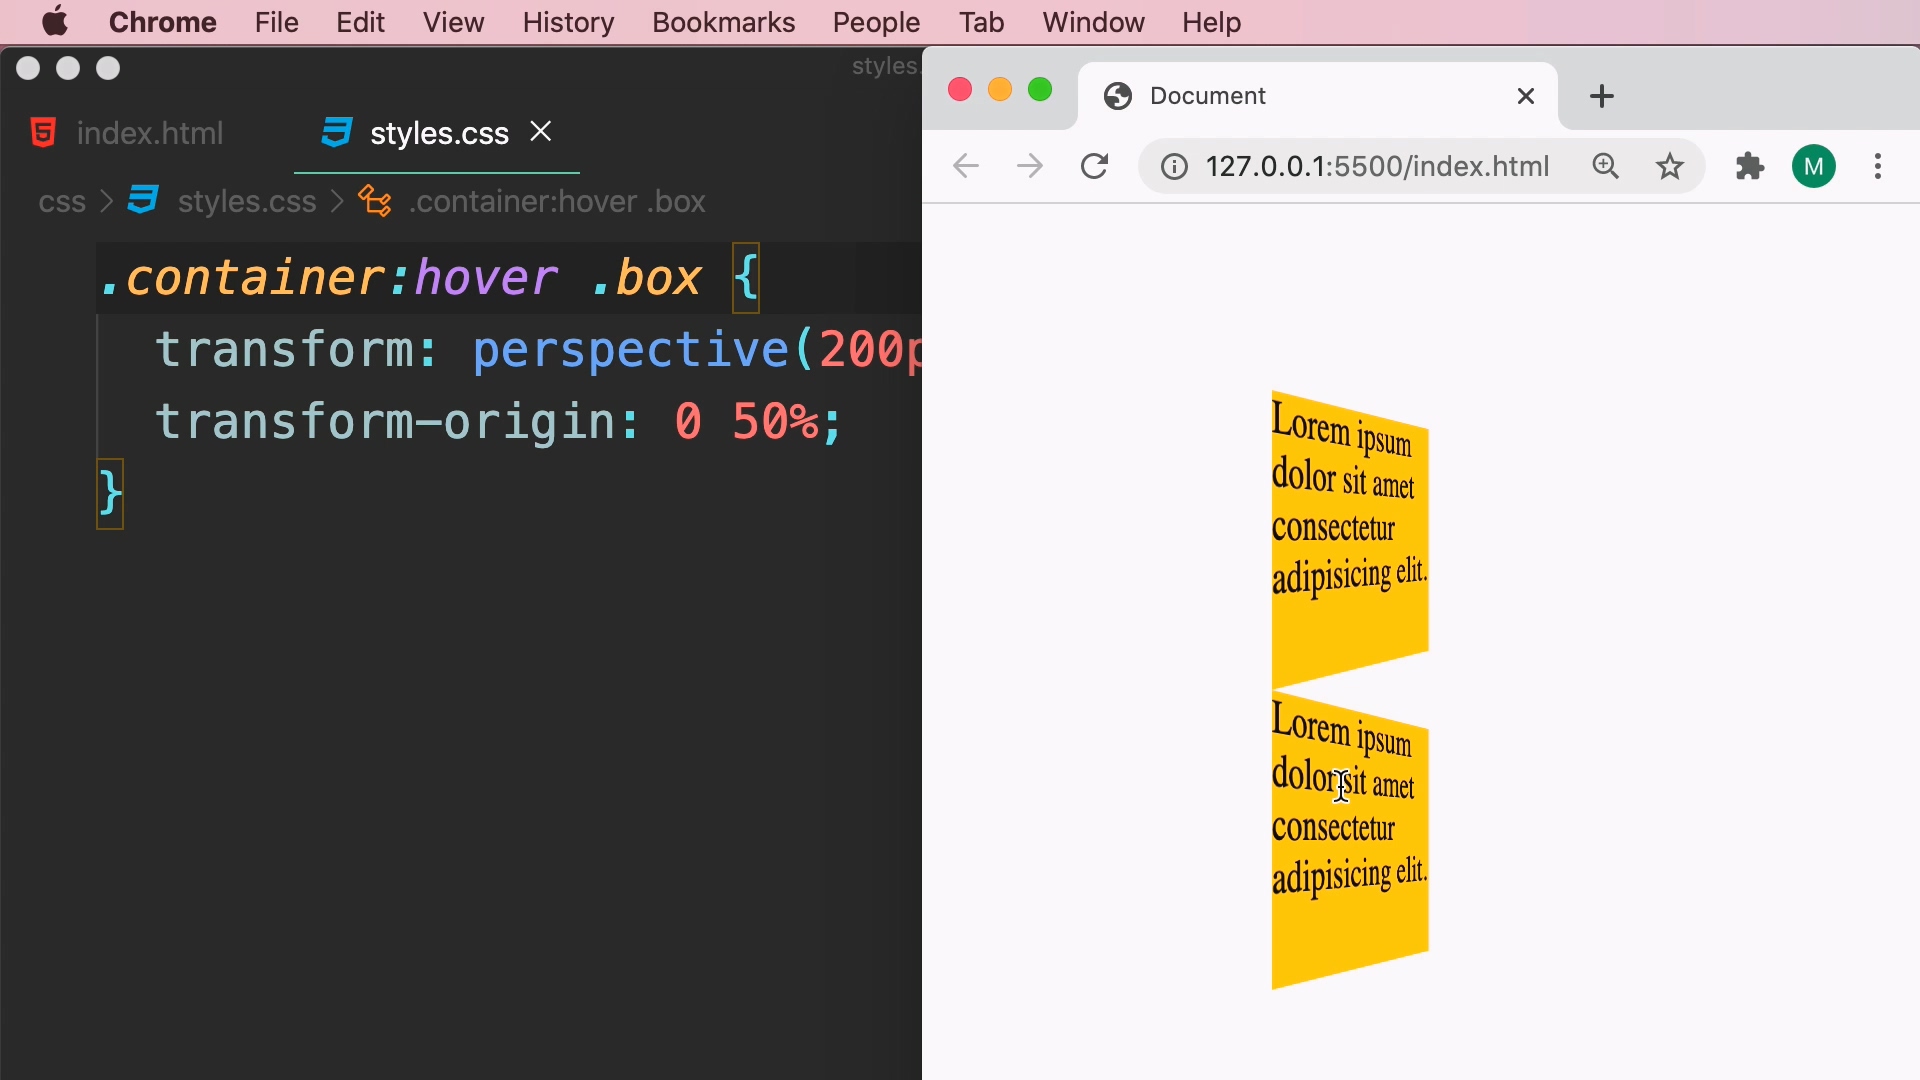 Chrome File Edit View History Bookmarks People Tab Window Help
styles.
index.html styles.css
css > styles.css > .container:hover .box
.container:hover .box {
transform: perspective(200p
transform-origin: 0 50%;
}
Document
127.0.0.1:5500/index.html
M
Lorem ipsum
dolor sit amet
consectetur
adipisicing elit.
Lorem ipsum
dolor sit amet
consectetur
adipisicing elit.